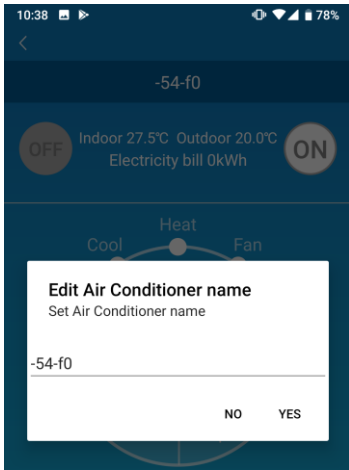 10:38 78%
-54-f0
OFF Indoor 27.5℃ Outdoor 20.0℃ ON
Electricity bill 0kWh
Heat
Cool Fan
Edit Air Conditioner name
Set Air Conditioner name
-54-f0
NO YES